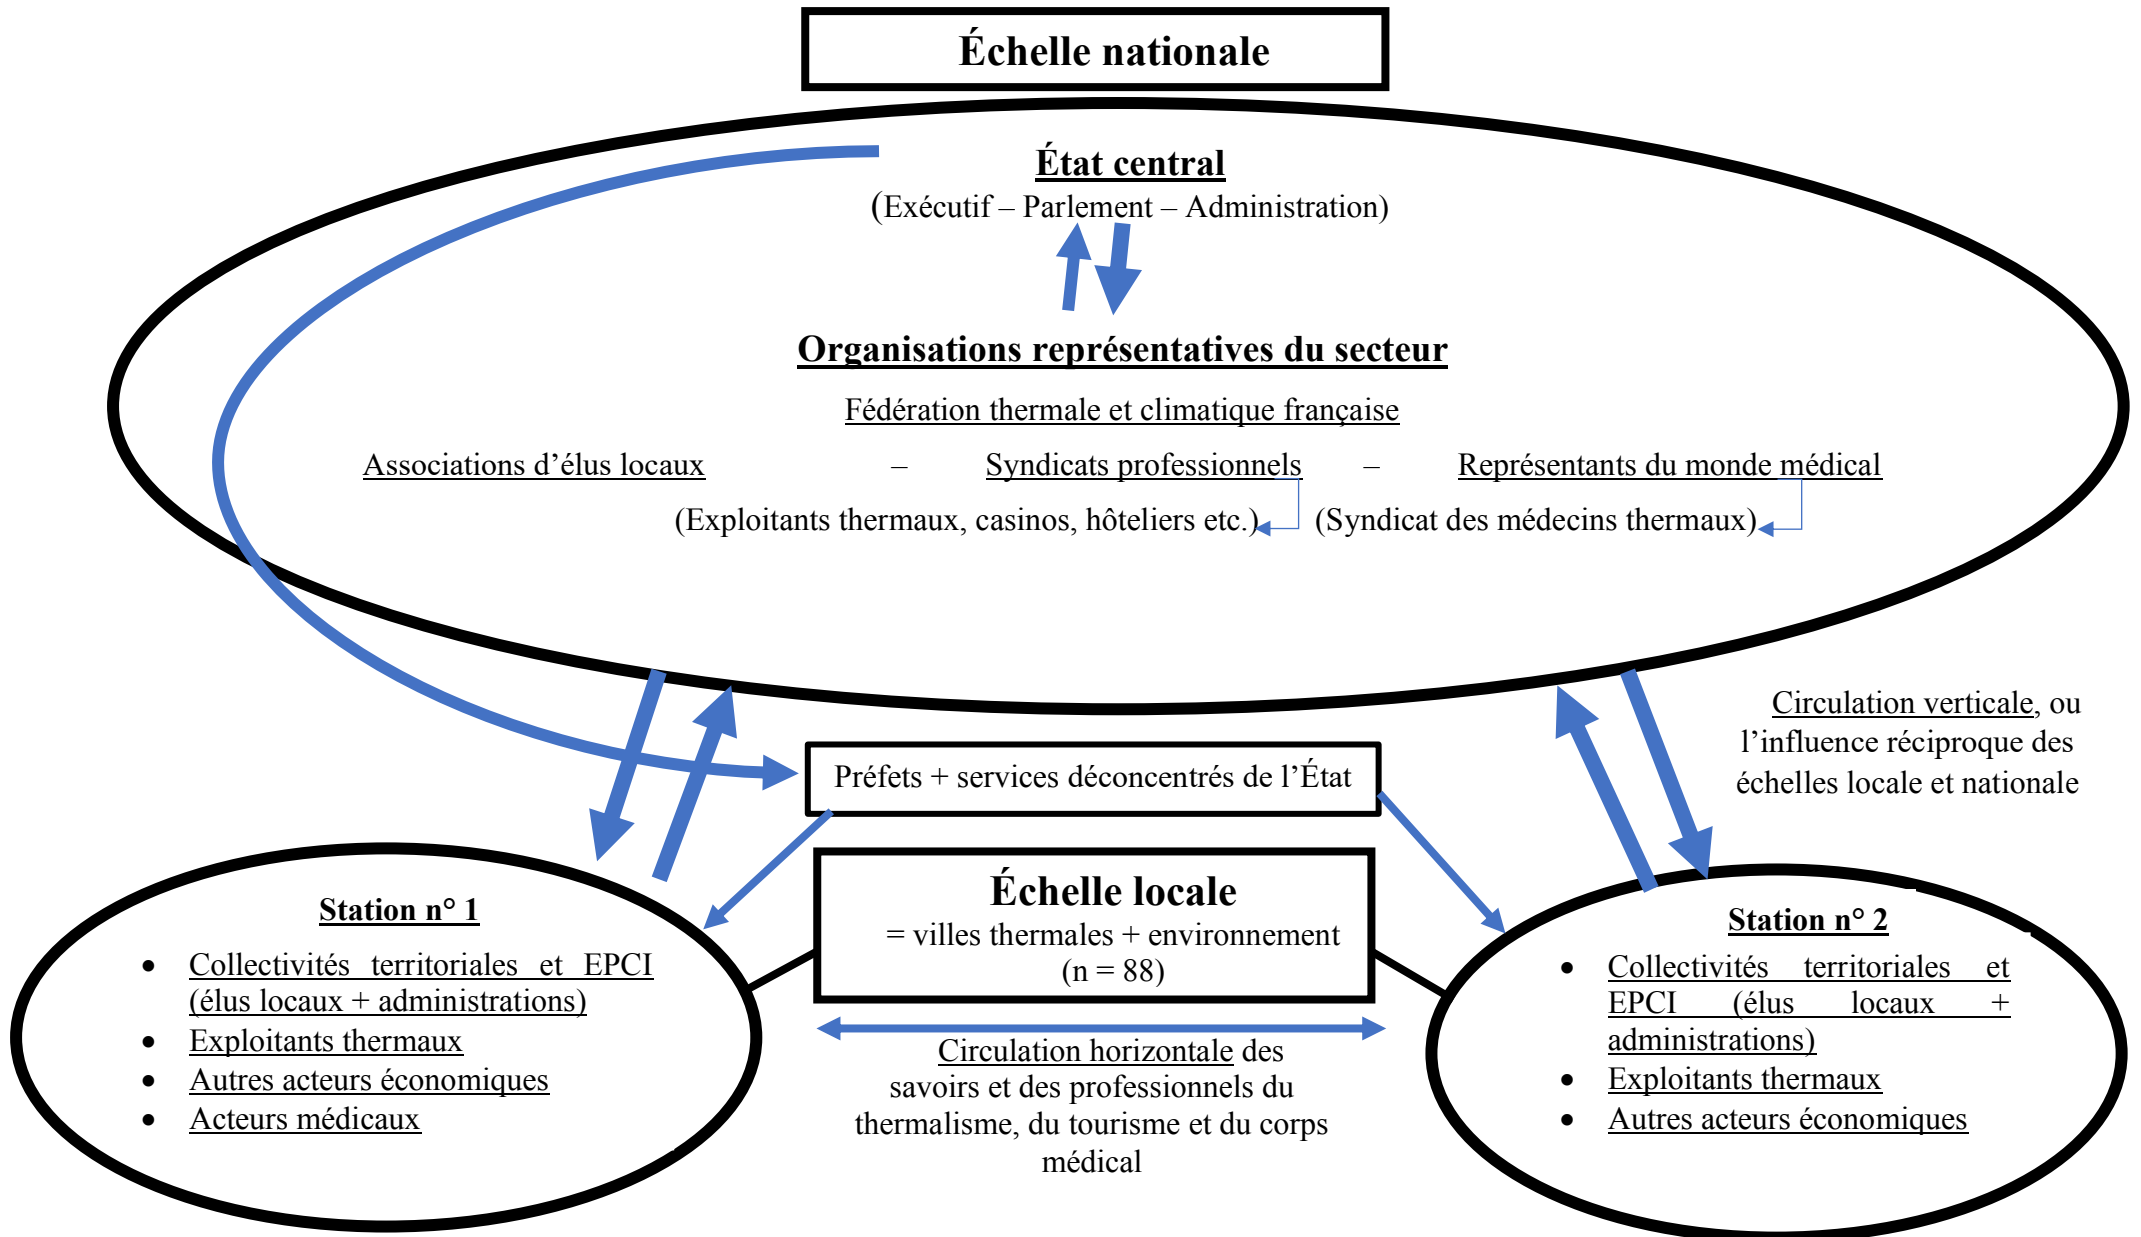 Échelle nationale
État central
(Exécutif – Parlement – Administration)
Organisations représentatives du secteur
Fédération thermale et climatique française
Associations d’élus locaux – Syndicats professionnels – Représentants du monde médical
(Exploitants thermaux, casinos, hôteliers etc.) (Syndicat des médecins thermaux)
Circulation verticale, ou
l’influence réciproque des
échelles locale et nationale
Préfets + services déconcentrés de l’État
Échelle locale
= villes thermales + environnement
(n = 88)
Circulation horizontale des
savoirs et des professionnels du
thermalisme, du tourisme et du corps
médical
Station n° 1
• Collectivités territoriales et EPCI
(élus locaux + administrations)
• Exploitants thermaux
• Autres acteurs économiques
• Acteurs médicaux
Station n° 2
• Collectivités territoriales et
EPCI (élus locaux +
administrations)
• Exploitants thermaux
• Autres acteurs économiques